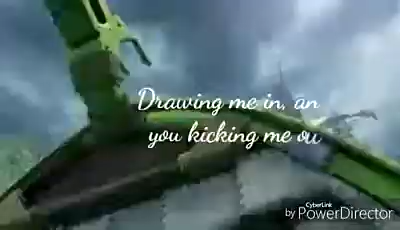 Drawing me in, an
you kicking me ou
CyberLink
by PowerDirector